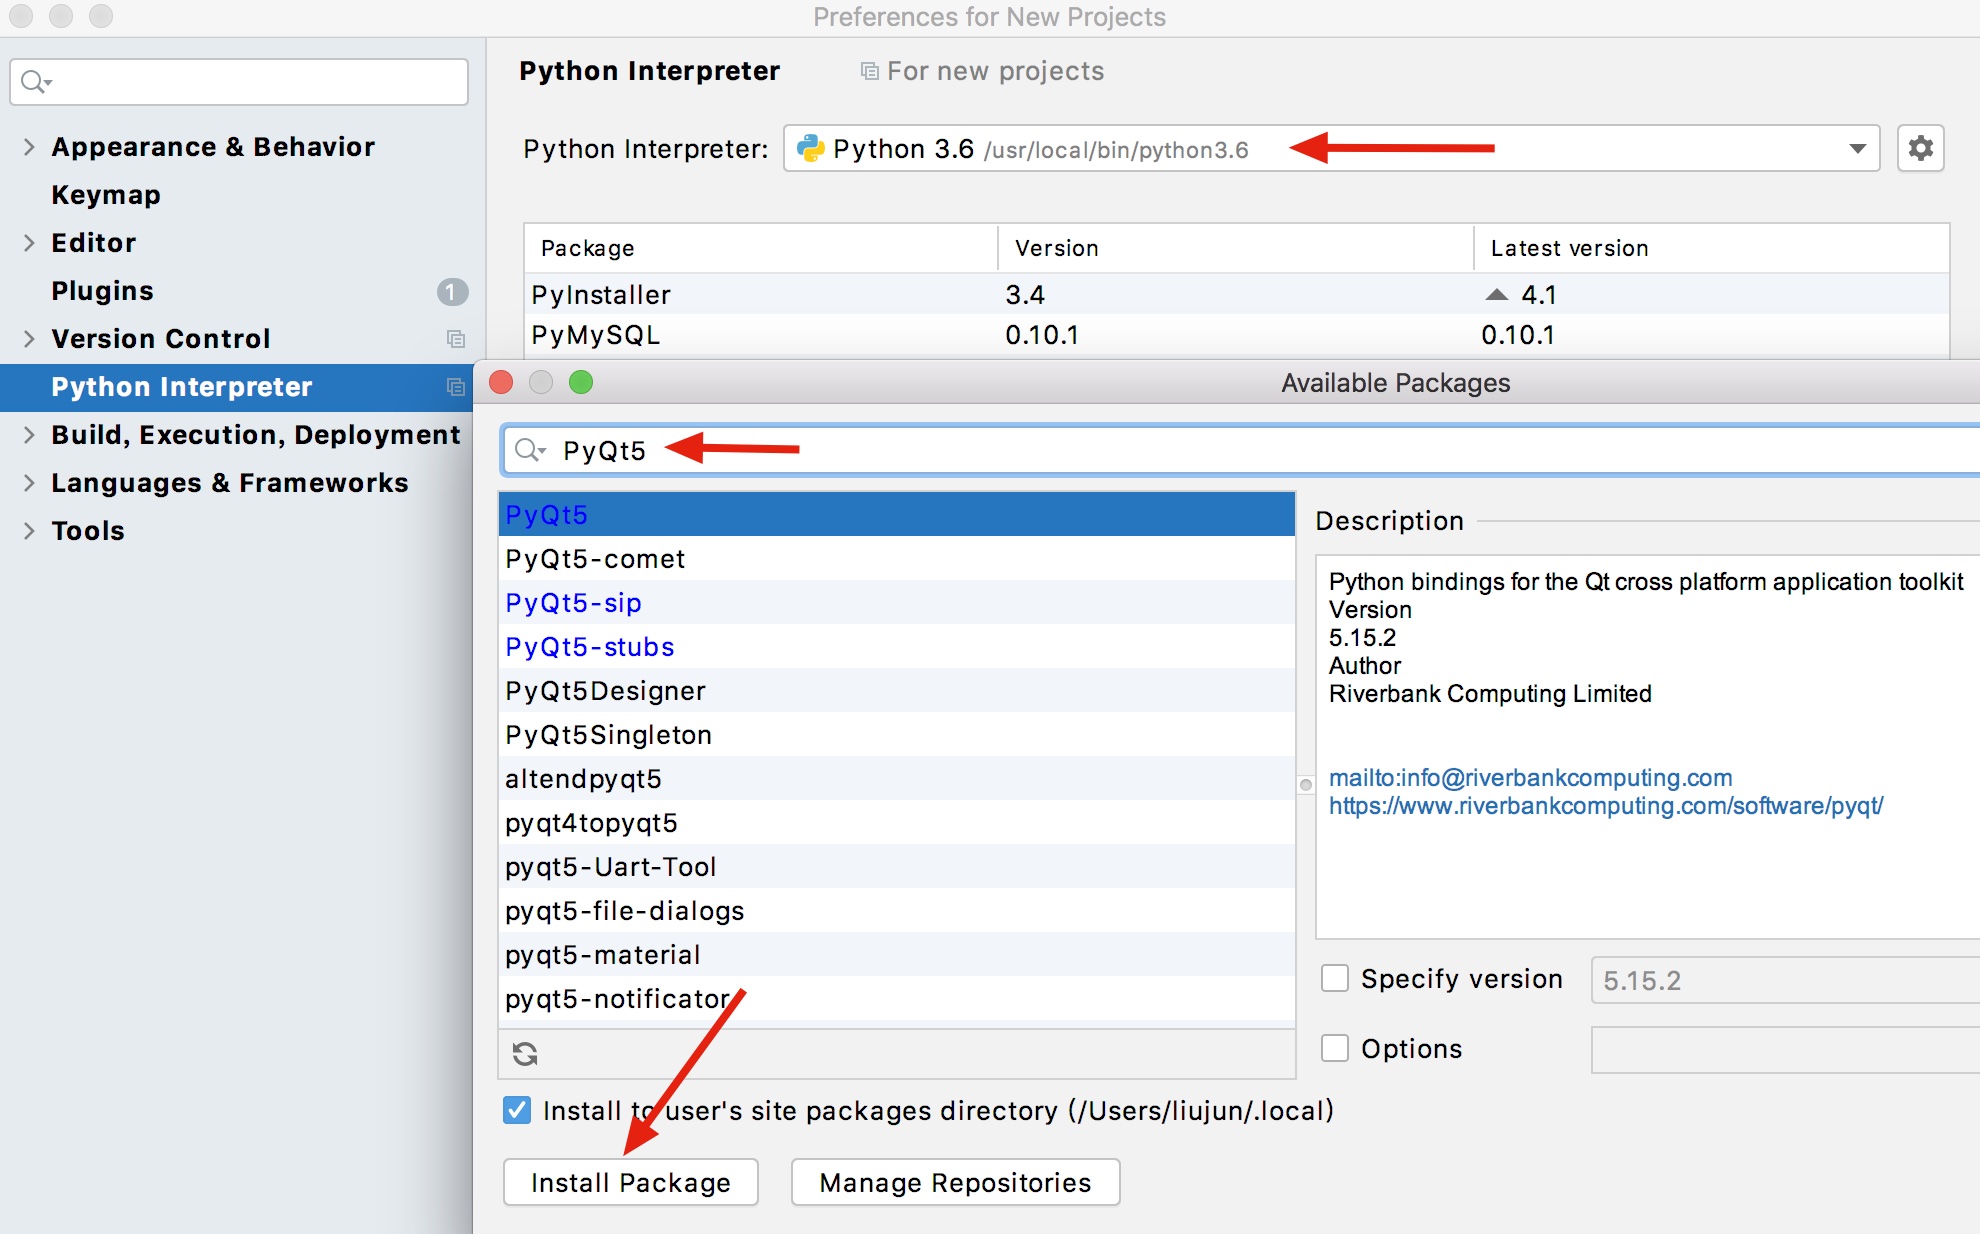 Preferences for New Projects
Python Interpreter
For new projects
Python Interpreter: Python 3.6 /usr/local/bin/python3.6
Appearance & Behavior
Keymap
Editor
Plugins 1
Version Control
Python Interpreter
Build, Execution, Deployment
Languages & Frameworks
Tools
Package Version Latest version
PyInstaller 3.4 4.1
PyMySQL 0.10.1 0.10.1
Available Packages
PyQt5
PyQt5
PyQt5-comet
PyQt5-sip
PyQt5-stubs
PyQt5Designer
PyQt5Singleton
altendpyqt5
pyqt4topyqt5
pyqt5-Uart-Tool
pyqt5-file-dialogs
pyqt5-material
pyqt5-notificator
Description
Python bindings for the Qt cross platform application toolkit
Version
5.15.2
Author
Riverbank Computing Limited
mailto:info@riverbankcomputing.com
https://www.riverbankcomputing.com/software/pyqt/
Specify version 5.15.2
Options
Install to user's site packages directory (/Users/liujun/.local)
Install Package
Manage Repositories